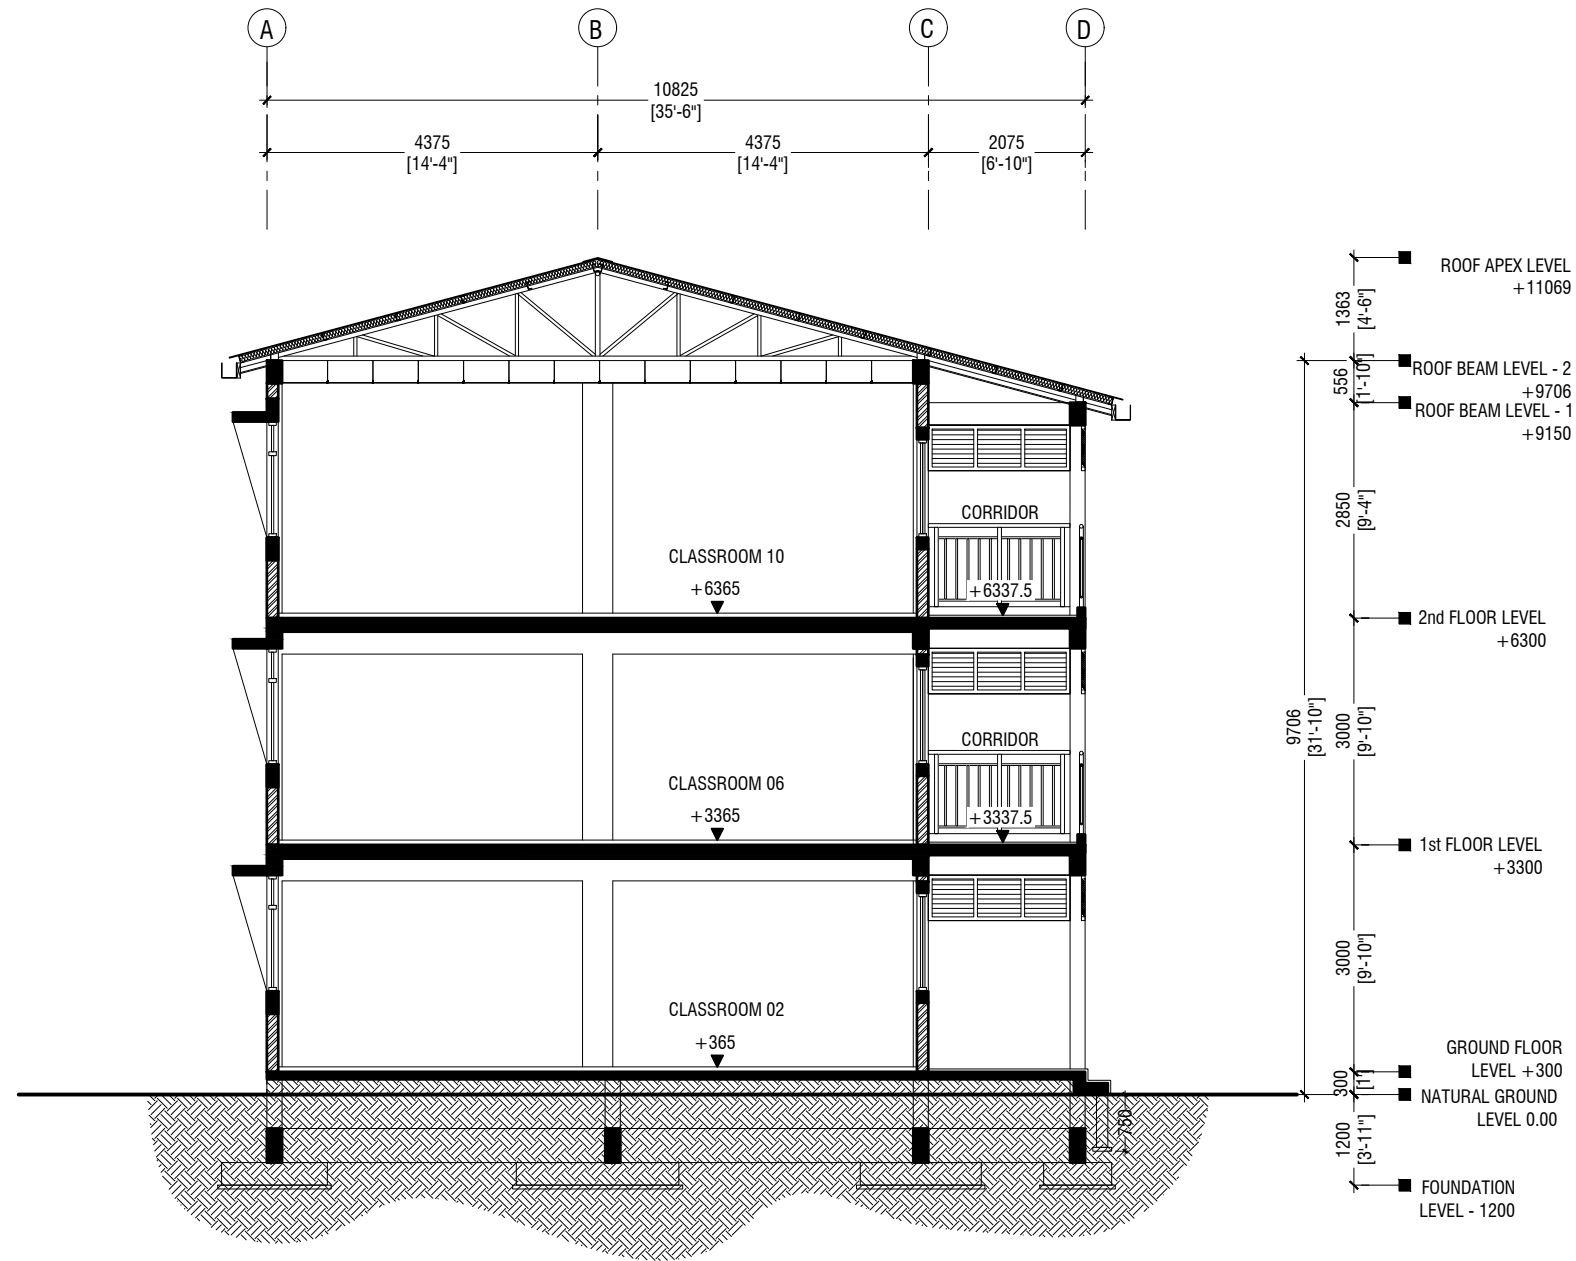 A B C D
10825
[35'-6"]
4375 4375 2075
[14'-4"] [14'-4"] [6'-10"]
ROOF APEX LEVEL
+11069
1363
[4'-6"]
ROOF BEAM LEVEL - 2
+9706
556
[1'-10"]
ROOF BEAM LEVEL - 1
+9150
2850
[9'-4"]
CORRIDOR
CLASSROOM 10
+6365
+6337.5
2nd FLOOR LEVEL
+6300
9706
[31'-10"]
3000
[9'-10"]
CORRIDOR
CLASSROOM 06
+3365
+3337.5
1st FLOOR LEVEL
+3300
3000
[9'-10"]
CLASSROOM 02
+365
GROUND FLOOR
LEVEL +300
300
[1']
NATURAL GROUND
LEVEL 0.00
750
1200
[3'-11"]
FOUNDATION
LEVEL - 1200